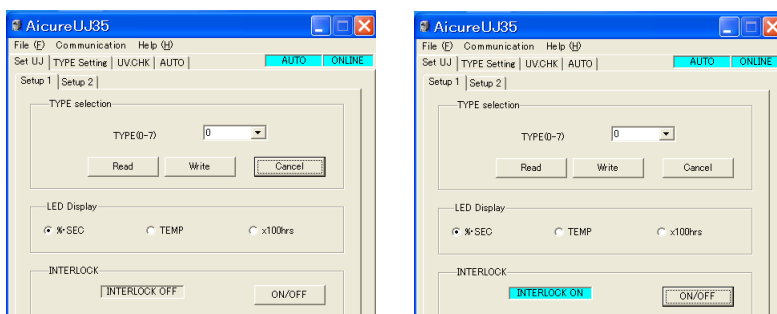 AicureUJ35
File (F) Communication Help (H)
Set UJ TYPE Setting UV.CHK AUTO AUTO ONLINE
Setup 1 Setup 2
TYPE selection
TYPE(0-7) 0
Read Write Cancel
LED Display
%･SEC TEMP x100hrs
INTERLOCK
INTERLOCK OFF ON/OFF
AicureUJ35
File (F) Communication Help (H)
Set UJ TYPE Setting UV.CHK AUTO AUTO ONLINE
Setup 1 Setup 2
TYPE selection
TYPE(0-7) 0
Read Write Cancel
LED Display
%･SEC TEMP x100hrs
INTERLOCK
INTERLOCK ON ON/OFF